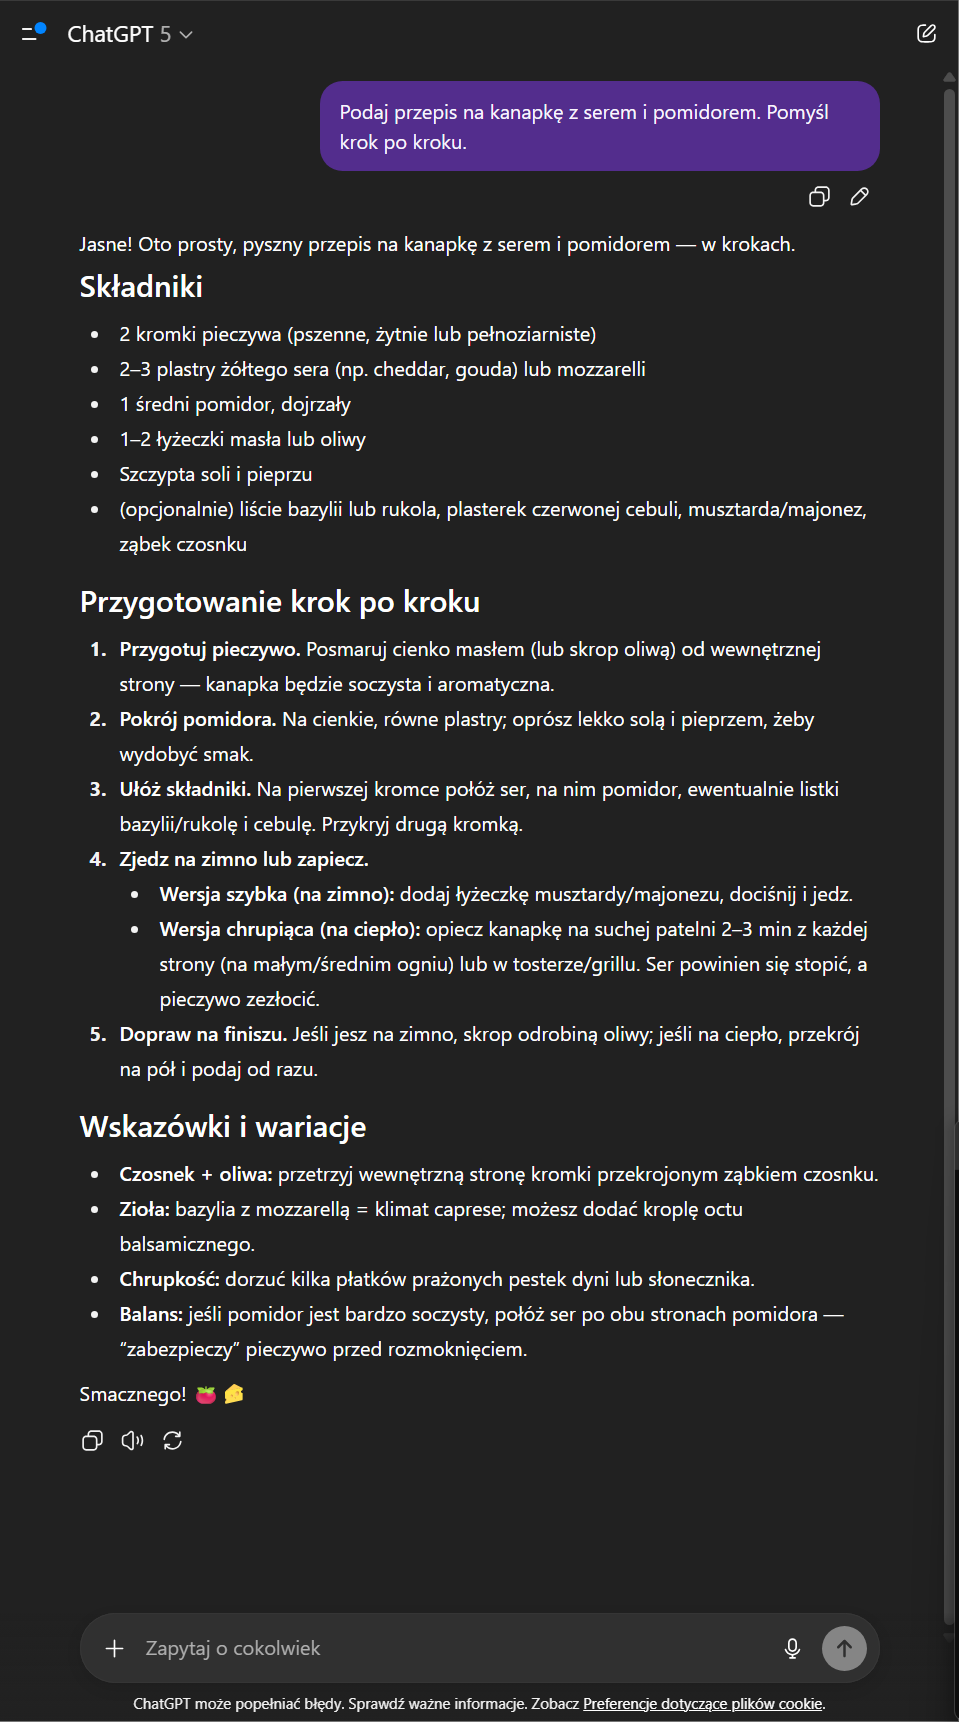 ChatGPT 5
Podaj przepis na kanapkę z serem i pomidorem. Pomyśl
krok po kroku.
Jasne! Oto prosty, pyszny przepis na kanapkę z serem i pomidorem — w krokach.
Składniki
• 2 kromki pieczywa (pszenne, żytnie lub pełnoziarniste)
• 2–3 plastry żółtego sera (np. cheddar, gouda) lub mozzarelli
• 1 średni pomidor, dojrzały
• 1–2 łyżeczki masła lub oliwy
• Szczypta soli i pieprzu
• (opcjonalnie) liście bazylii lub rukola, plasterek czerwonej cebuli, musztarda/majonez,
ząbek czosnku
Przygotowanie krok po kroku
1. Przygotuj pieczywo. Posmaruj cienko masłem (lub skrop oliwą) od wewnętrznej
strony — kanapka będzie soczysta i aromatyczna.
2. Pokrój pomidora. Na cienkie, równe plastry; oprósz lekko solą i pieprzem, żeby
wydobyć smak.
3. Ułóż składniki. Na pierwszej kromce połóż ser, na nim pomidor, ewentualnie listki
bazylii/rukolę i cebulę. Przykryj drugą kromką.
4. Zjedz na zimno lub zapiecz.
• Wersja szybka (na zimno): dodaj łyżeczkę musztardy/majonezu, dociśnij i jedz.
• Wersja chrupiąca (na ciepło): opiecz kanapkę na suchej patelni 2–3 min z każdej
strony (na małym/średnim ogniu) lub w tosterze/grillu. Ser powinien się stopić, a
pieczywo zezłocić.
5. Dopraw na finiszu. Jeśli jesz na zimno, skrop odrobiną oliwy; jeśli na ciepło, przekrój
na pół i podaj od razu.
Wskazówki i wariacje
• Czosnek + oliwa: przetrzyj wewnętrzną stronę kromki przekrojonym ząbkiem czosnku.
• Zioła: bazylia z mozzarellą = klimat caprese; możesz dodać kroplę octu
balsamicznego.
• Chrupkość: dorzuć kilka płatków prażonych pestek dyni lub słonecznika.
• Balans: jeśli pomidor jest bardzo soczysty, połóż ser po obu stronach pomidora —
“zabezpieczy” pieczywo przed rozmoknięciem.
Smacznego! 🍅 🧀
Zapytaj o cokolwiek
ChatGPT może popełniać błędy. Sprawdź ważne informacje. Zobacz Preferencje dotyczące plików cookie.